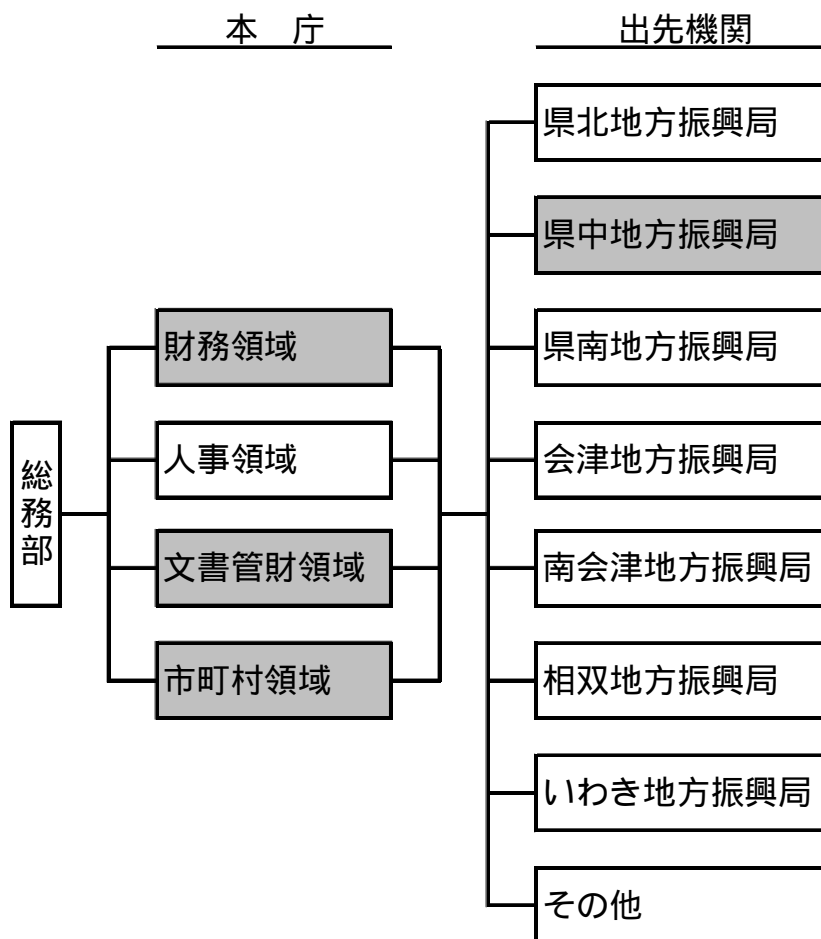 本　庁
出先機関
総務部
財務領域
人事領域
文書管財領域
市町村領域
県北地方振興局
県中地方振興局
県南地方振興局
会津地方振興局
南会津地方振興局
相双地方振興局
いわき地方振興局
その他